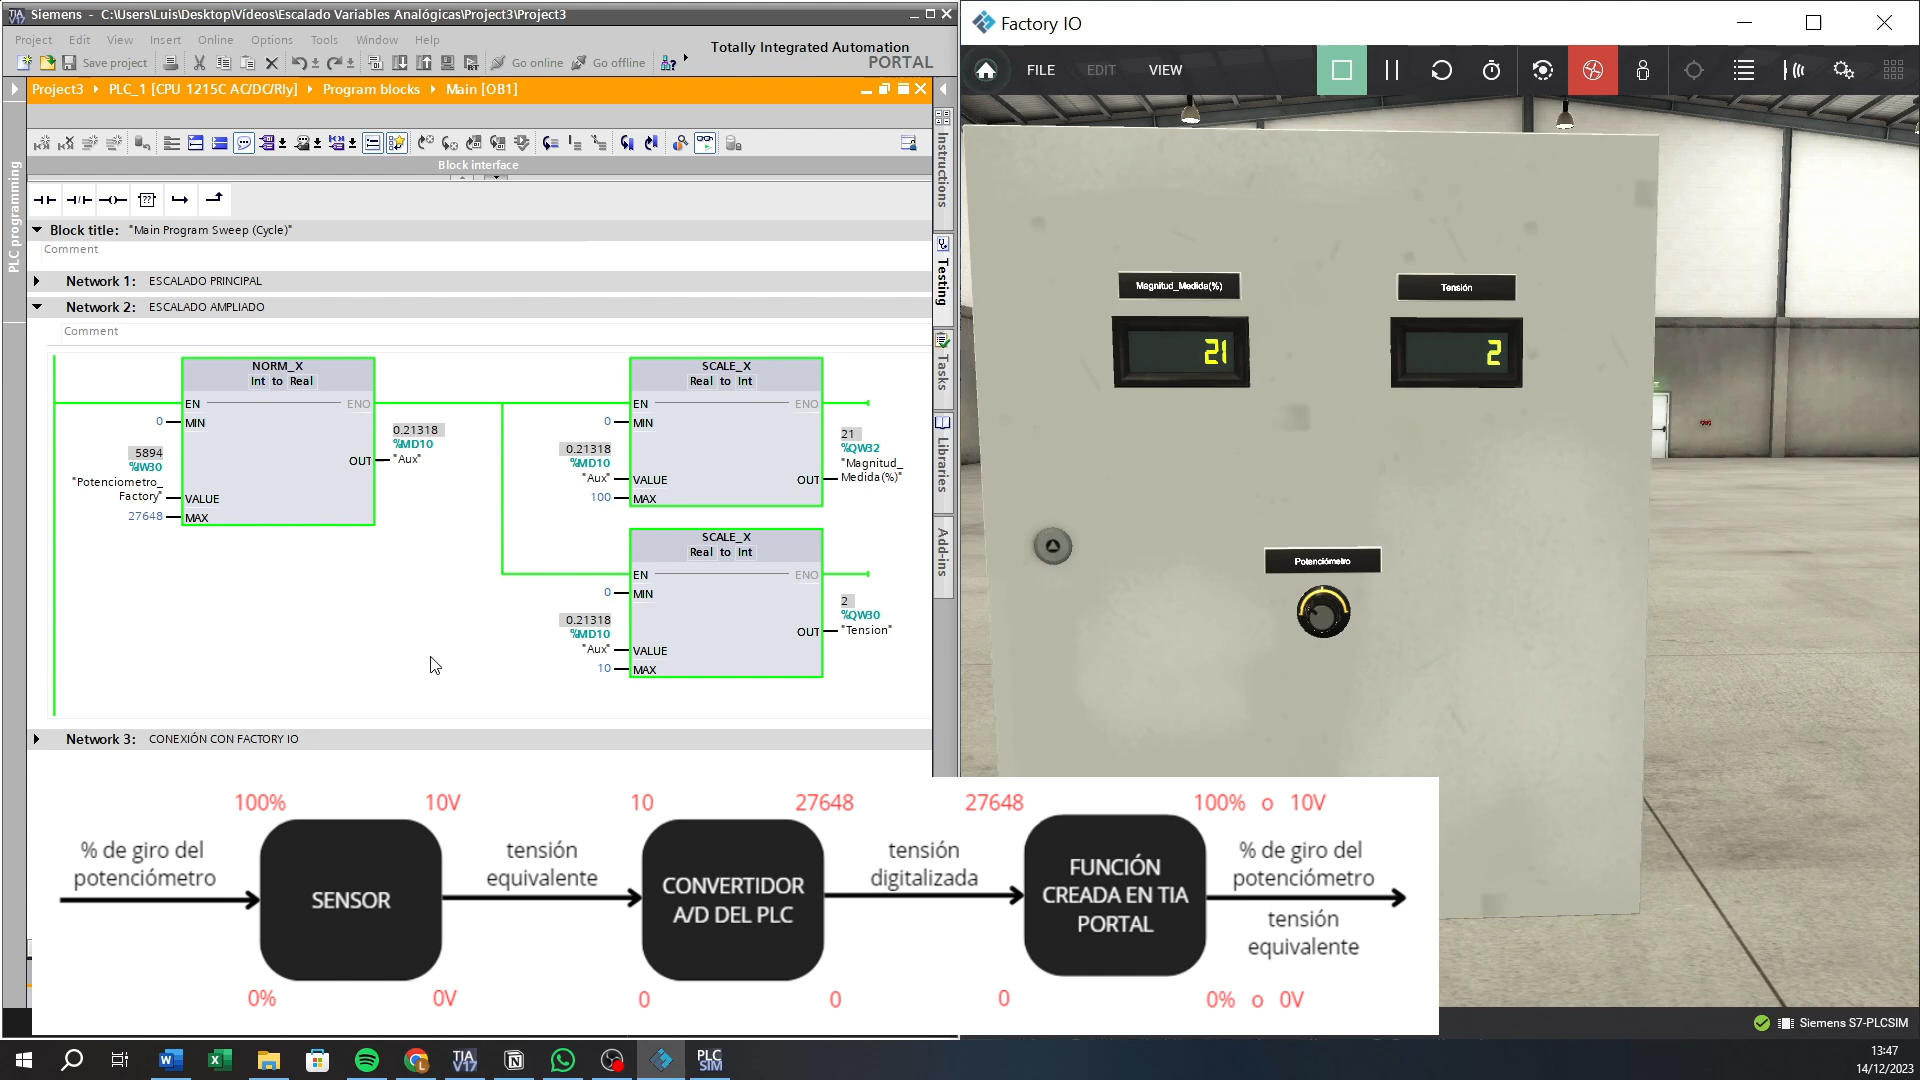 Siemens - C:\Users\Luis\Desktop\Vídeos\Escalado Variables Analógicas\Project3\Project3
Project Edit View Insert Online Options Tools Window Help
Totally Integrated Automation
PORTAL
Save project
Go online
Go offline
Project3 PLC_1 [CPU 1215C AC/DC/Rly] Program blocks Main [OB1]
Block interface
PLC programming
Instructions
Testing
Tasks
Libraries
Add-ins
??
Block title: "Main Program Sweep (Cycle)"
Comment
Network 1: ESCALADO PRINCIPAL
Network 2: ESCALADO AMPLIADO
Comment
NORM_X
Int to Real
EN
ENO
0
MIN
5894
%IW30
"Potenciometro_
Factory"
VALUE
27648
MAX
OUT
0.21318
%MD10
"Aux"
SCALE_X
Real to Int
EN
ENO
0
MIN
0.21318
%MD10
"Aux"
VALUE
100
MAX
OUT
21
%QW32
"Magnitud_
Medida(%)"
SCALE_X
Real to Int
EN
ENO
0
MIN
0.21318
%MD10
"Aux"
VALUE
10
MAX
OUT
2
%QW30
"Tension"
Network 3: CONEXIÓN CON FACTORY IO
Factory IO
FILE EDIT VIEW
Magnitud_Medida(%)
21
Tensión
2
Potenciómetro
100% 10V 10 27648 27648 100% o 10V
% de giro del
potenciómetro
SENSOR
tensión
equivalente
CONVERTIDOR
A/D DEL PLC
tensión
digitalizada
FUNCIÓN
CREADA EN TIA
PORTAL
% de giro del
potenciómetro
tensión
equivalente
0% 0V 0 0 0 0% o 0V
Siemens S7-PLCSIM
TIA
V17
PLC
SIM
13:47
14/12/2023